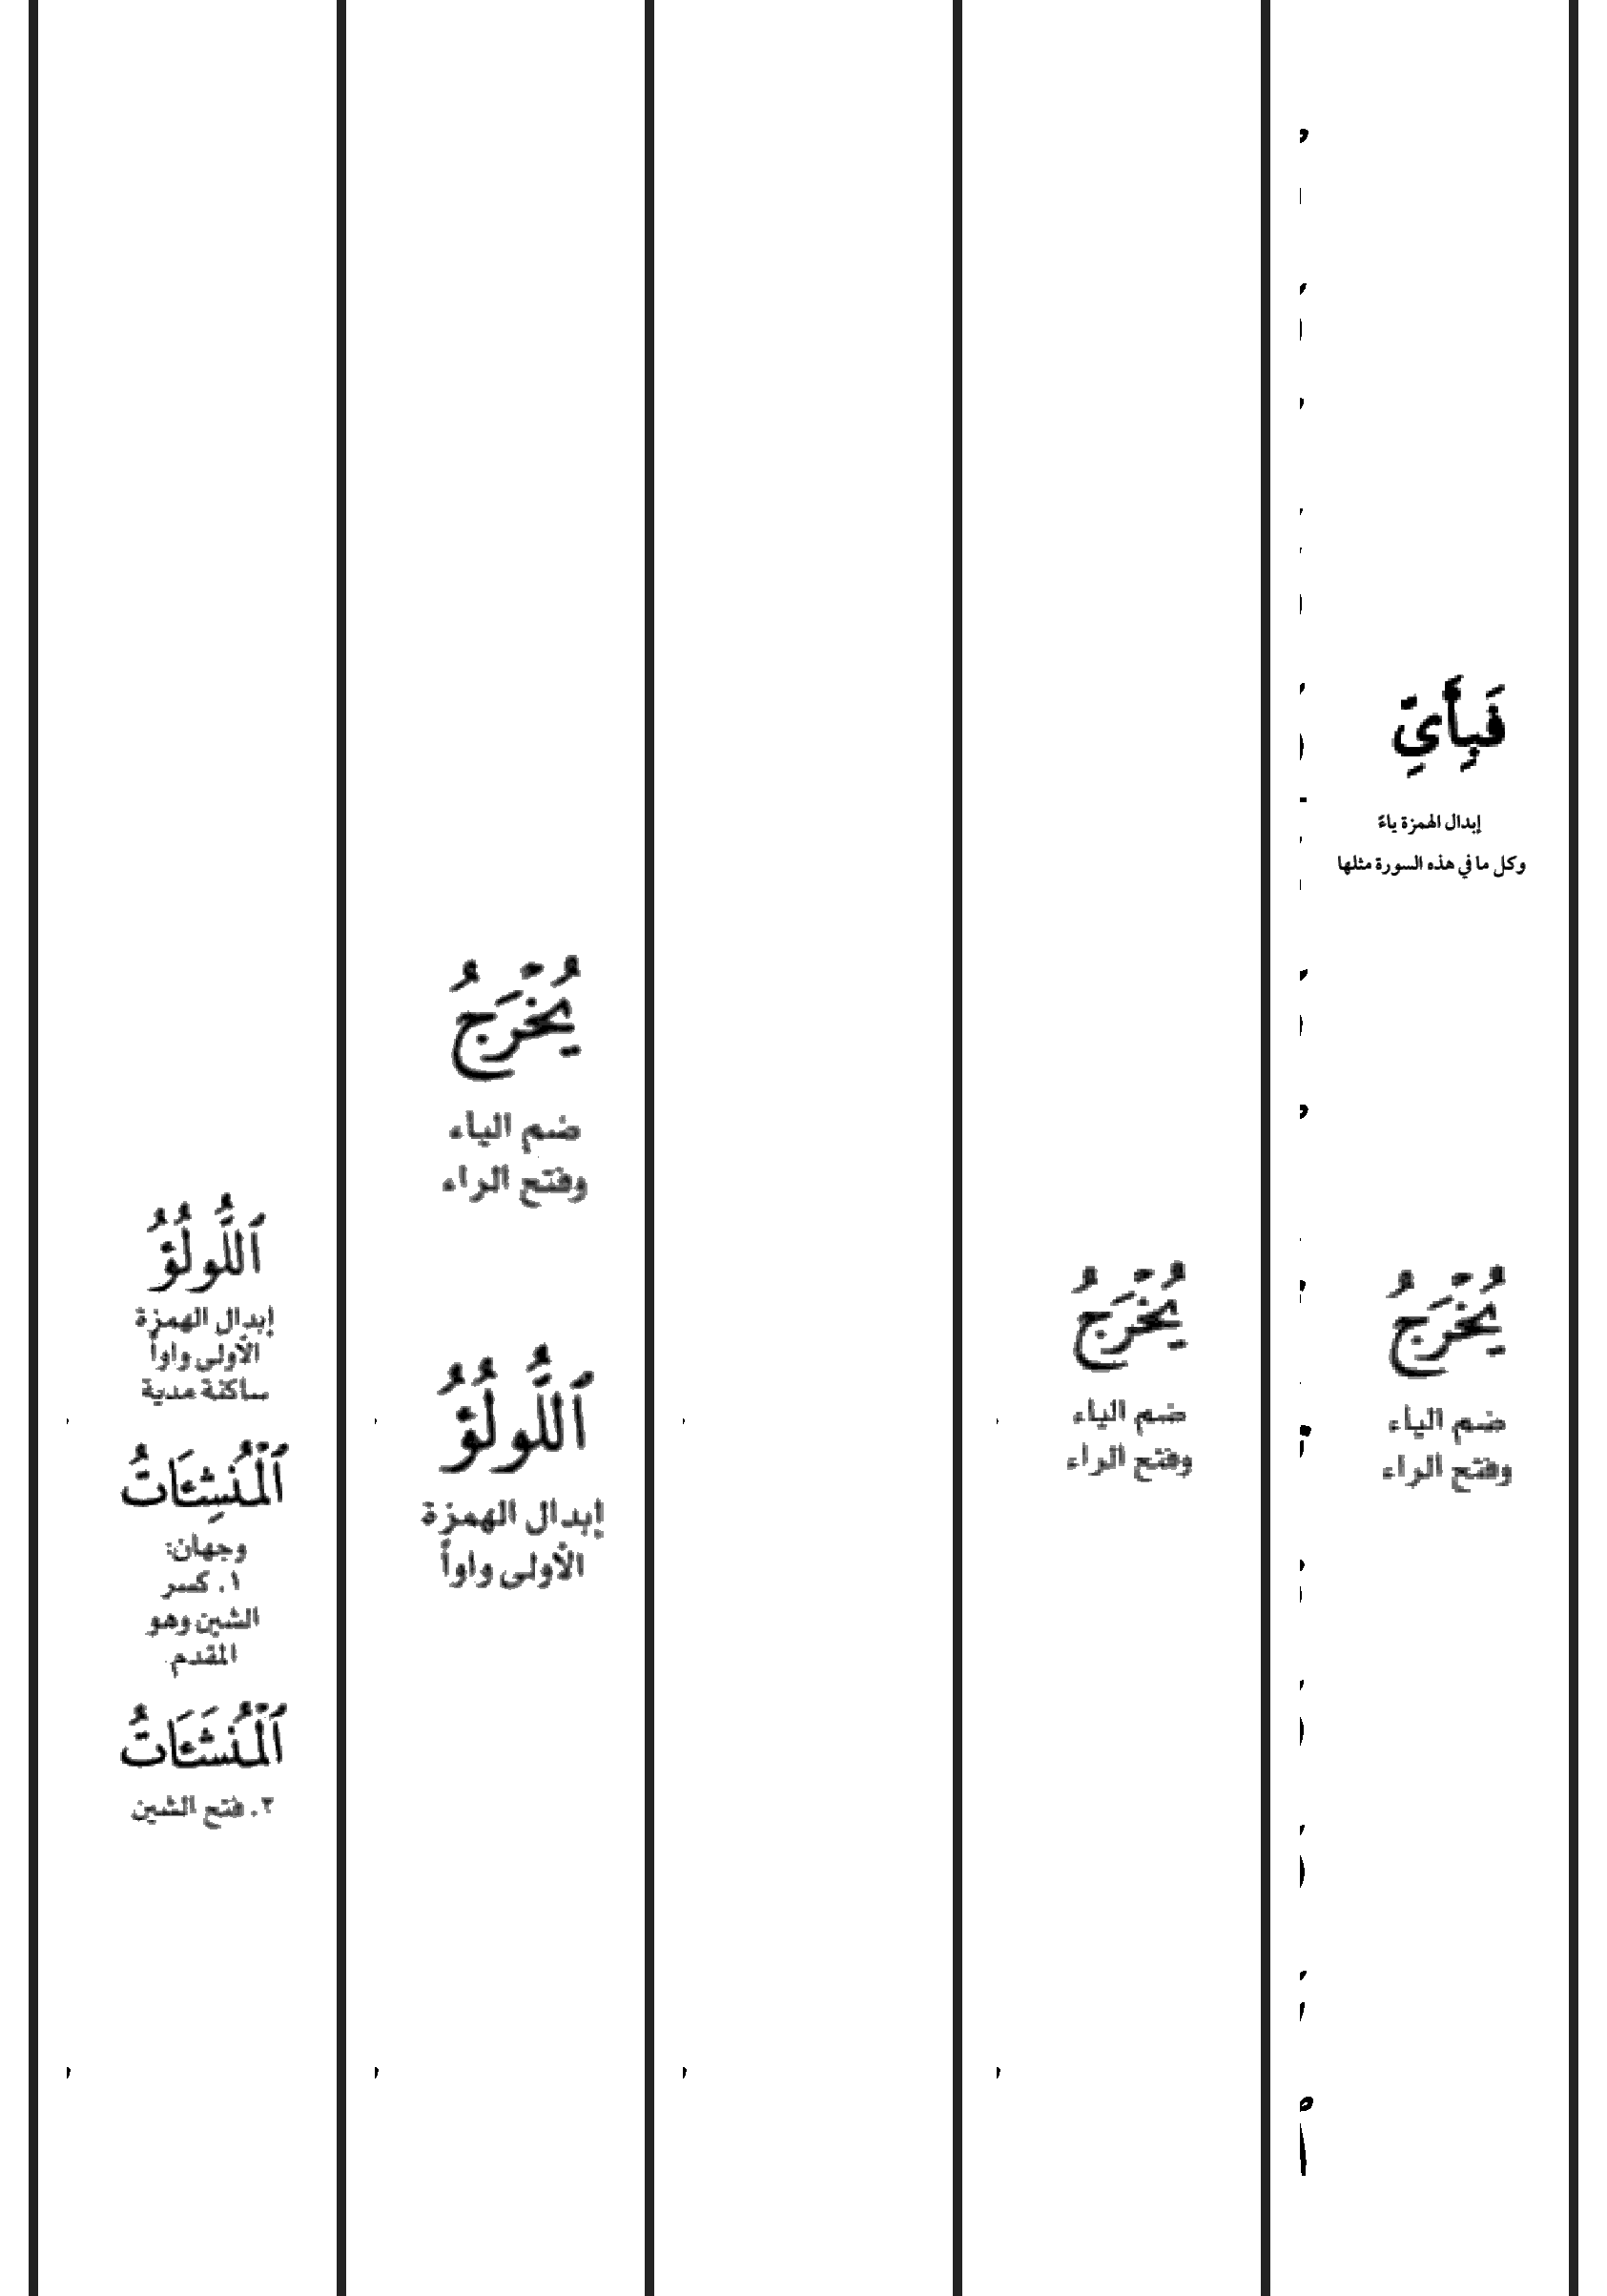 فَبِأَيِّ
إبدال الهمزة ياءً
وكل ما في هذه السورة مثلها
يُخْرَجُ
ضم الياء
وفتح الراء
يُخْرَجُ
ضم الياء
وفتح الراء
يُخْرَجُ
ضم الياء
وفتح الراء
ٱللُّولُؤُ
إبدال الهمزة
الأولى واواً
ٱللُّولُؤُ
إبدال الهمزة
الأولى واواً
ساكنة مدية
ٱلْمُنشِئَاتُ
وجهان:
١. كسر
الشين وهو
المقدم
ٱلْمُنشَئَاتُ
٢. فتح الشين